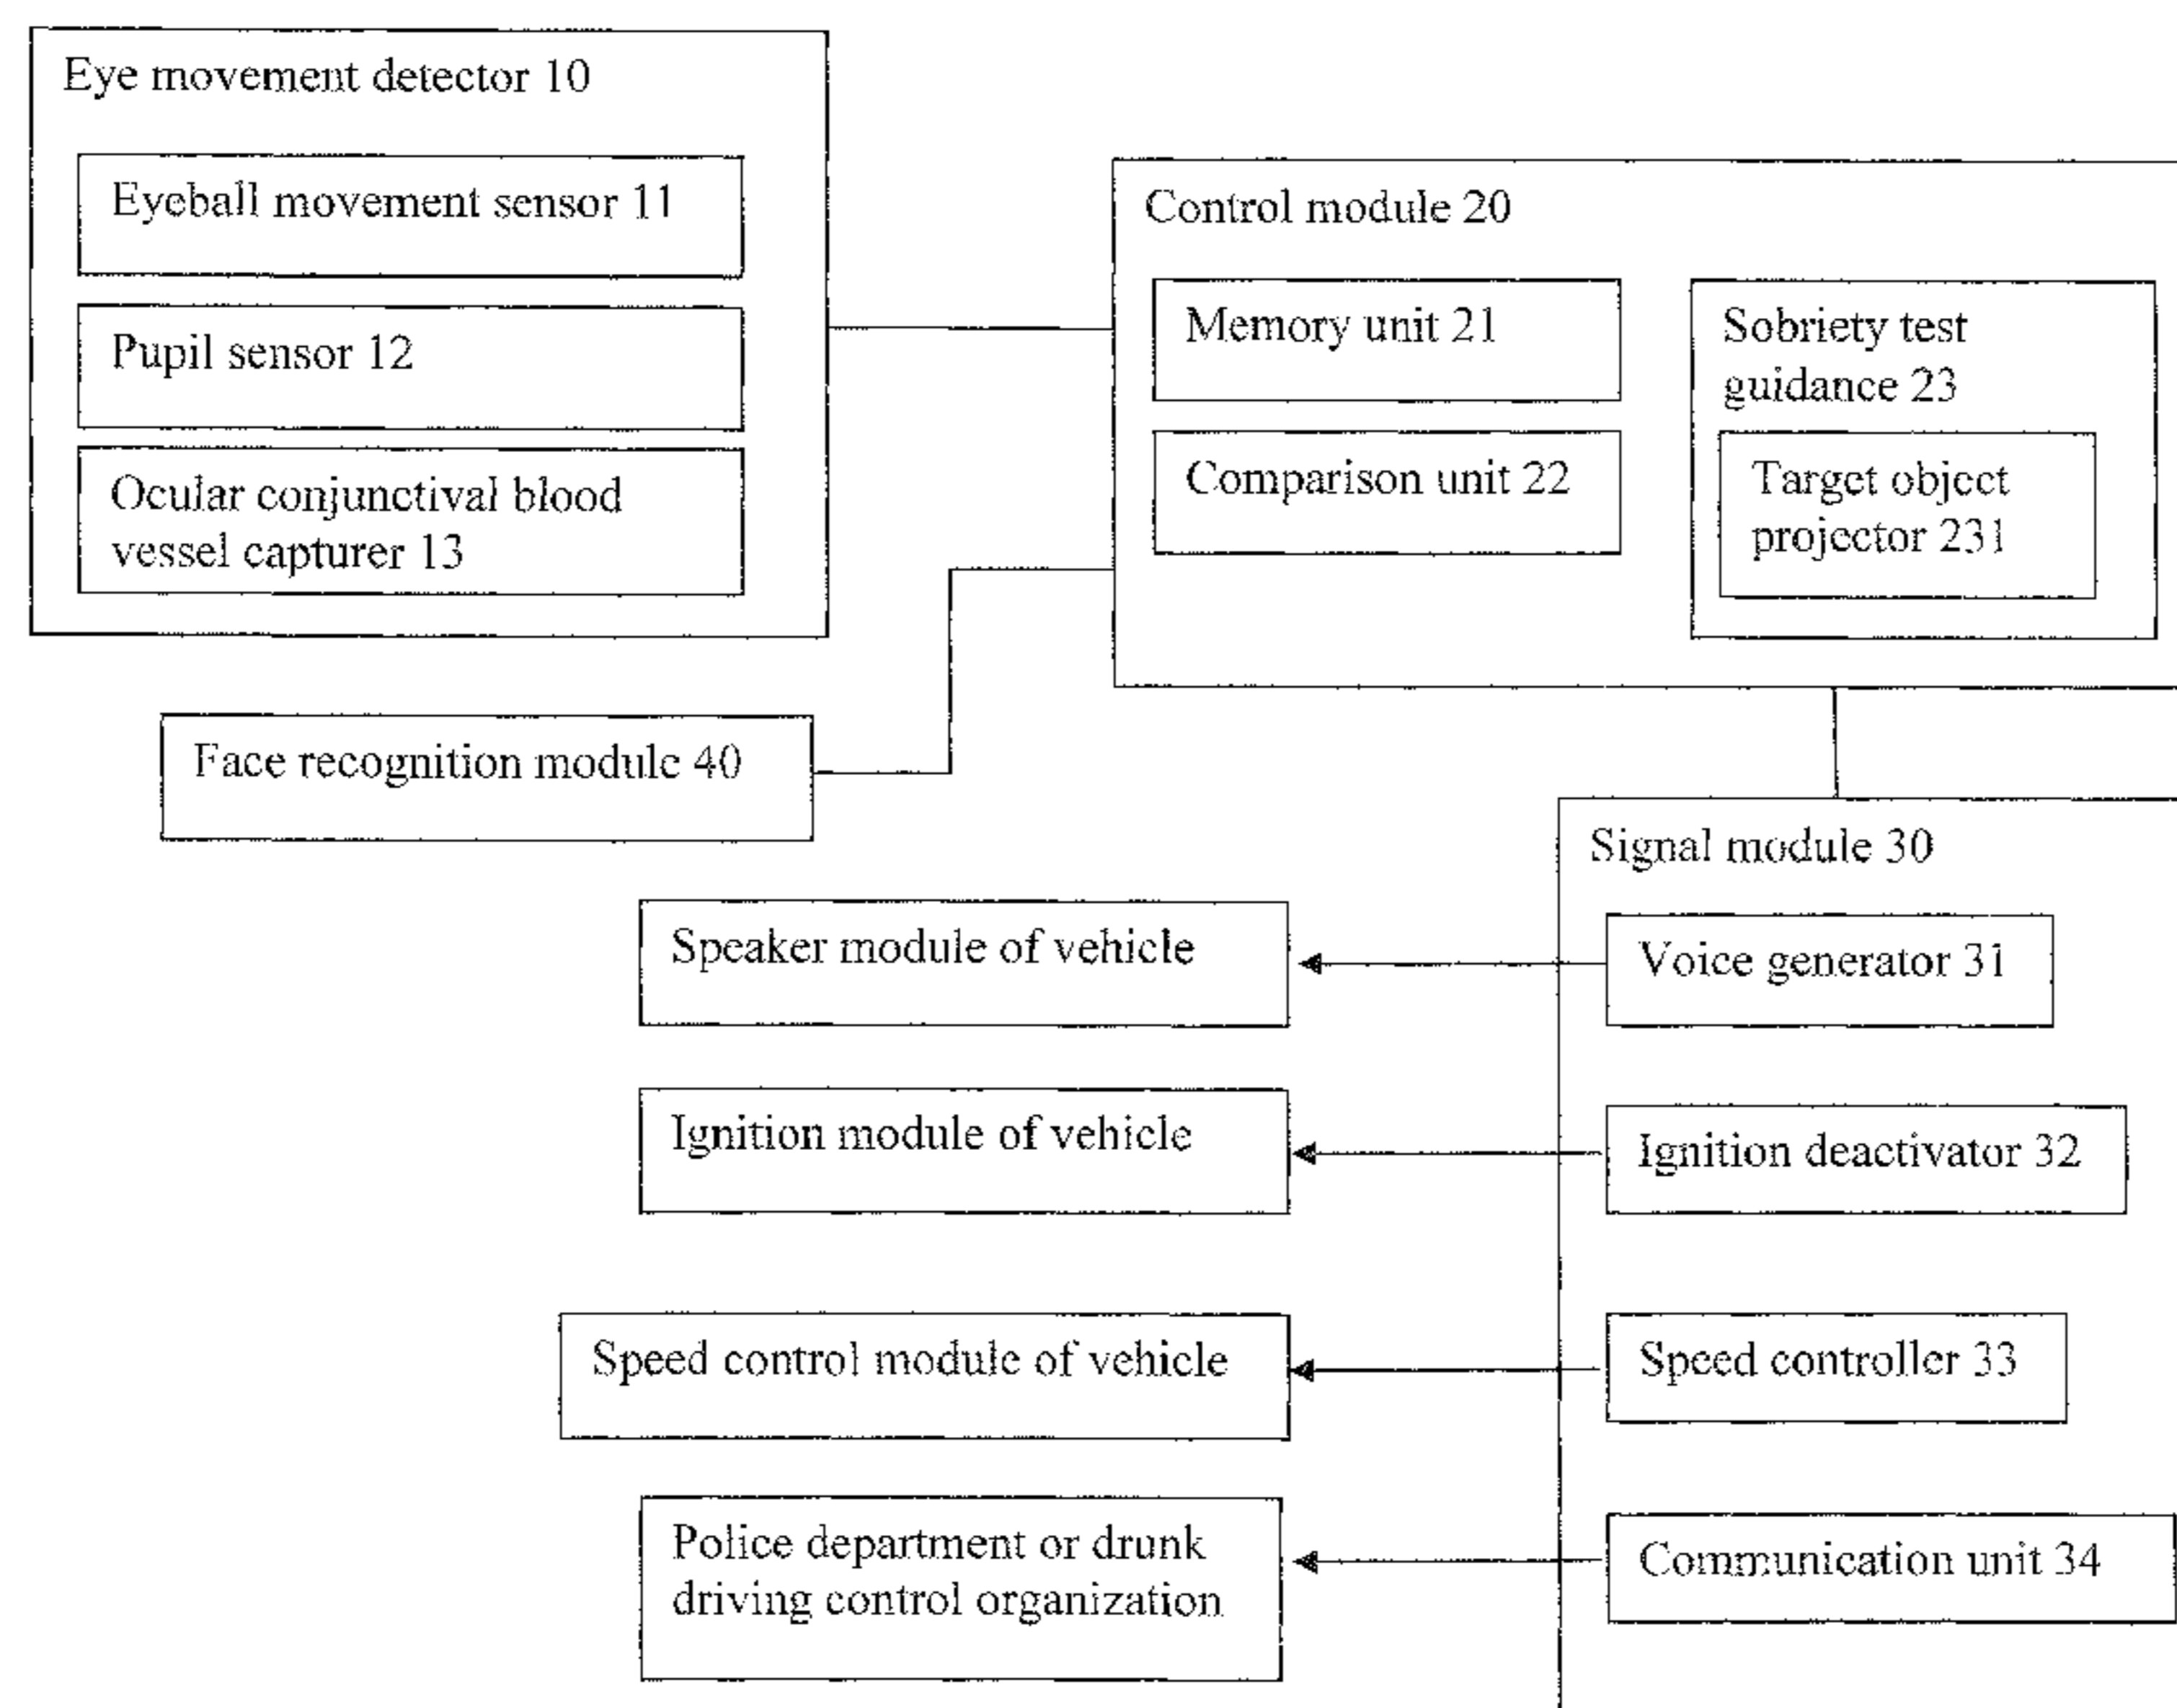 Eye movement detector 10
Eyeball movement sensor 11
Pupil sensor 12
Ocular conjunctival blood
vessel capturer 13
Control module 20
Memory unit 21
Comparison unit 22
Sobriety test
guidance 23
Target object
projector 231
Face recognition module 40
Signal module 30
Speaker module of vehicle
Voice generator 31
Ignition module of vehicle
Ignition deactivator 32
Speed control module of vehicle
Speed controller 33
Police department or drunk
driving control organization
Communication unit 34